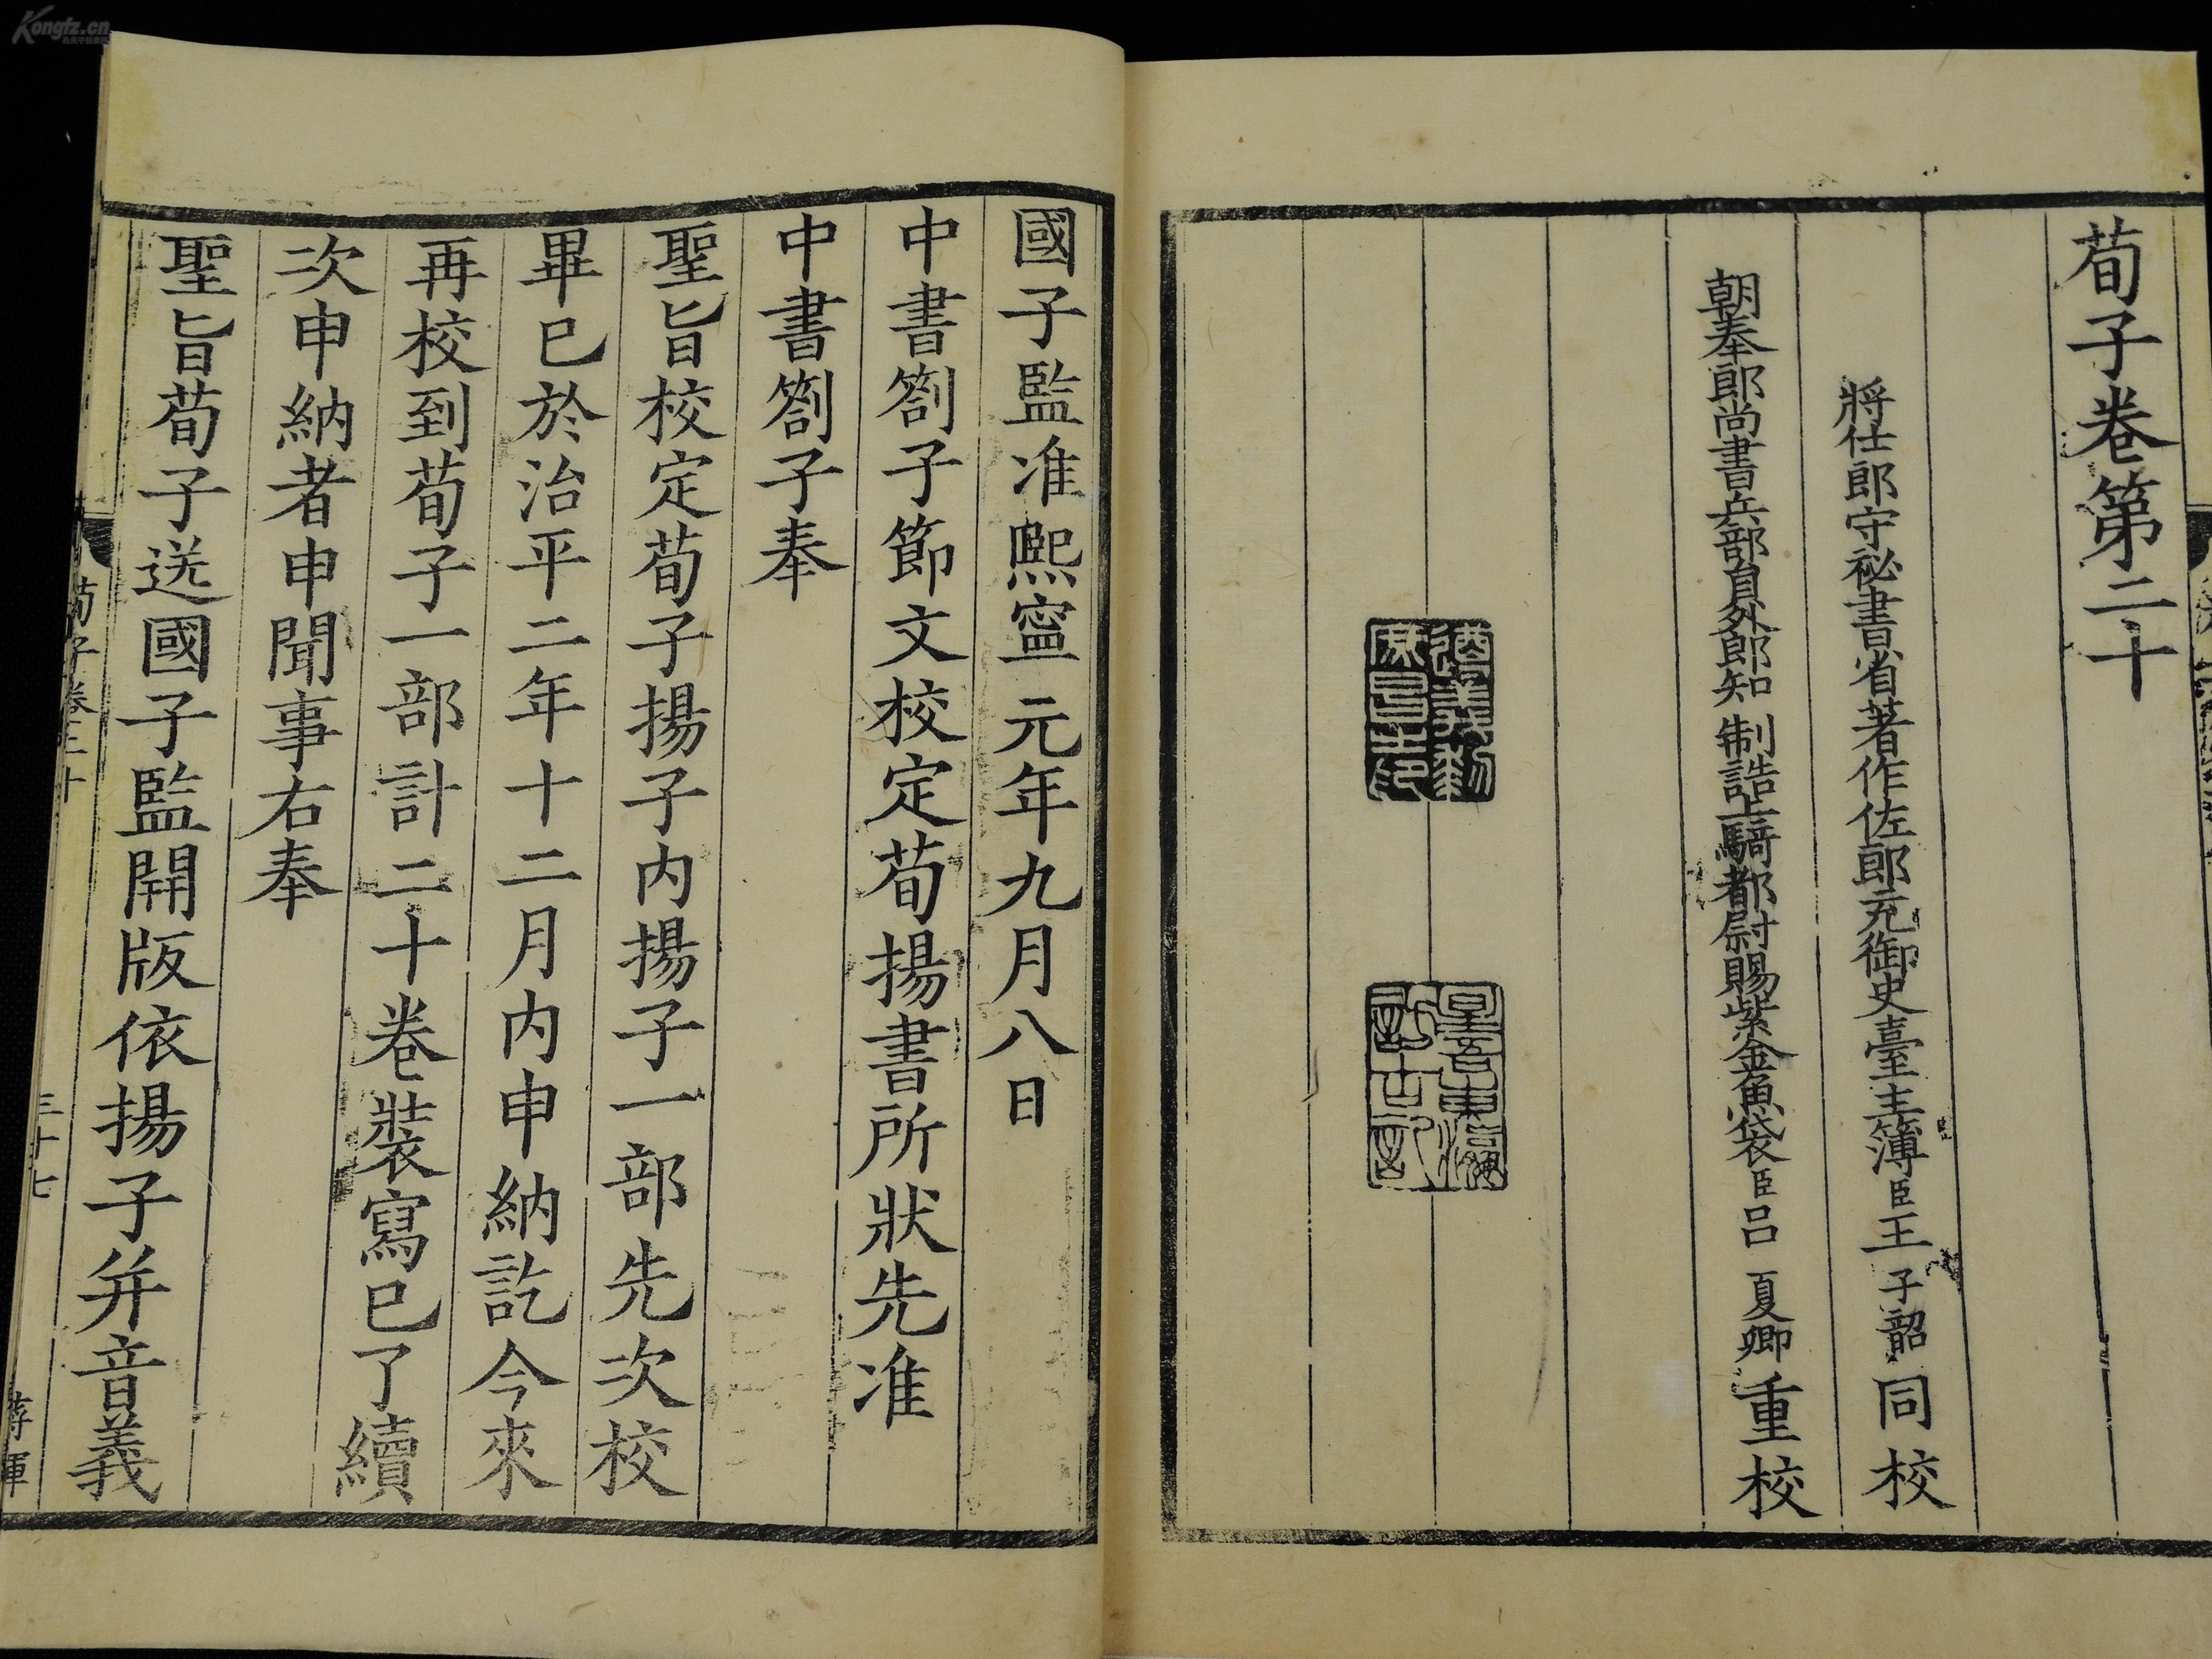 荀子卷第二十
將仕郎守祕書省著作佐郎充御史臺主簿臣王子韶同校
朝奉郎尚書兵部員外郎知制誥上騎都尉賜紫金魚袋臣呂夏卿重校
國子監准熙寧元年九月八日
中書劄子節文校定荀揚書所狀先准
中書劄子奉
聖旨校定荀子揚子内揚子一部先次校
畢已於治平二年十二月内申納訖今來
再校到荀子一部計二十卷裝寫已了續
次申納者申聞事右奉
聖旨荀子送國子監開版依揚子并音義
荀子卷二十
三十七
蔣暉
Kongfz.cn